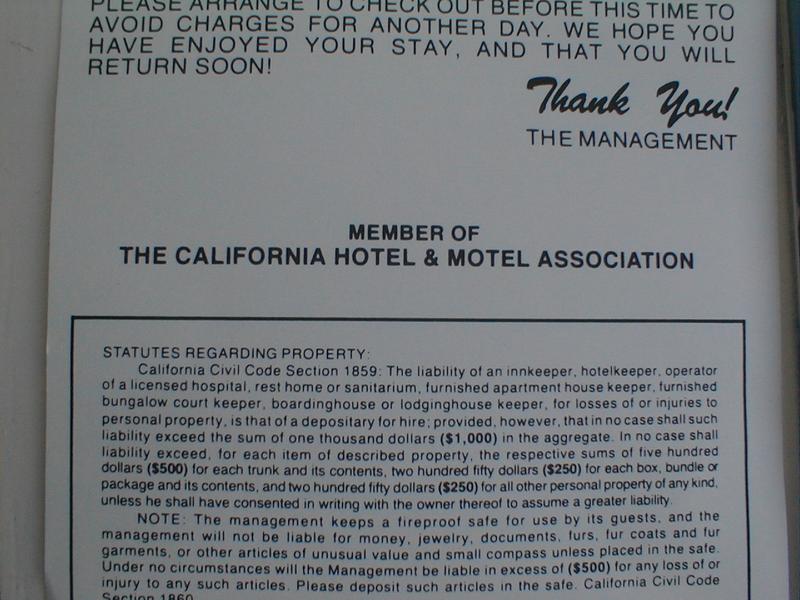 PLEASE ARRANGE TO CHECK OUT BEFORE THIS TIME TO
AVOID CHARGES FOR ANOTHER DAY. WE HOPE YOU
HAVE ENJOYED YOUR STAY, AND THAT YOU WILL
RETURN SOON!
Thank You!
THE MANAGEMENT
MEMBER OF
THE CALIFORNIA HOTEL & MOTEL ASSOCIATION
STATUTES REGARDING PROPERTY:
California Civil Code Section 1859: The liability of an innkeeper, hotelkeeper, operator
of a licensed hospital, rest home or sanitarium, furnished apartment house keeper, furnished
bungalow court keeper, boardinghouse or lodginghouse keeper, for losses of or injuries to
personal property, is that of a depositary for hire; provided, however, that in no case shall such
liability exceed the sum of one thousand dollars ($1,000) in the aggregate. In no case shall
liability exceed, for each item of described property, the respective sums of five hundred
dollars ($500) for each trunk and its contents, two hundred fifty dollars ($250) for each box, bundle or
package and its contents, and two hundred fifty dollars ($250) for all other personal property of any kind,
unless he shall have consented in writing with the owner thereof to assume a greater liability.
NOTE: The management keeps a fireproof safe for use by its guests, and the
management will not be liable for money, jewelry, documents, furs, fur coats and fur
garments, or other articles of unusual value and small compass unless placed in the safe.
Under no circumstances will the Management be liable in excess of ($500) for any loss of or
injury to any such articles. Please deposit such articles in the safe. California Civil Code
Section 1860.